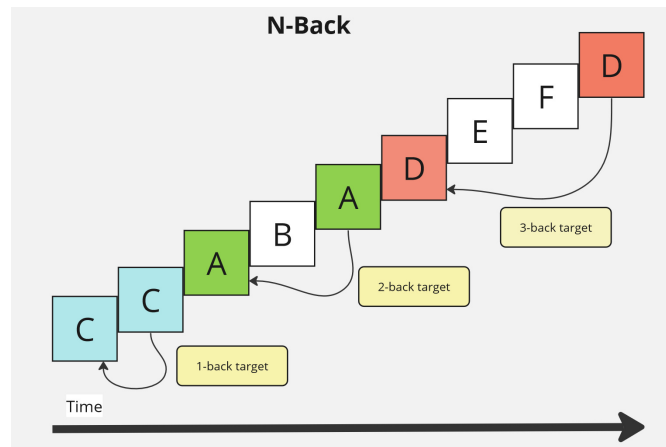 N-Back
D
F
E
D
A
B
A
C
C
3-back target
2-back target
1-back target
Time